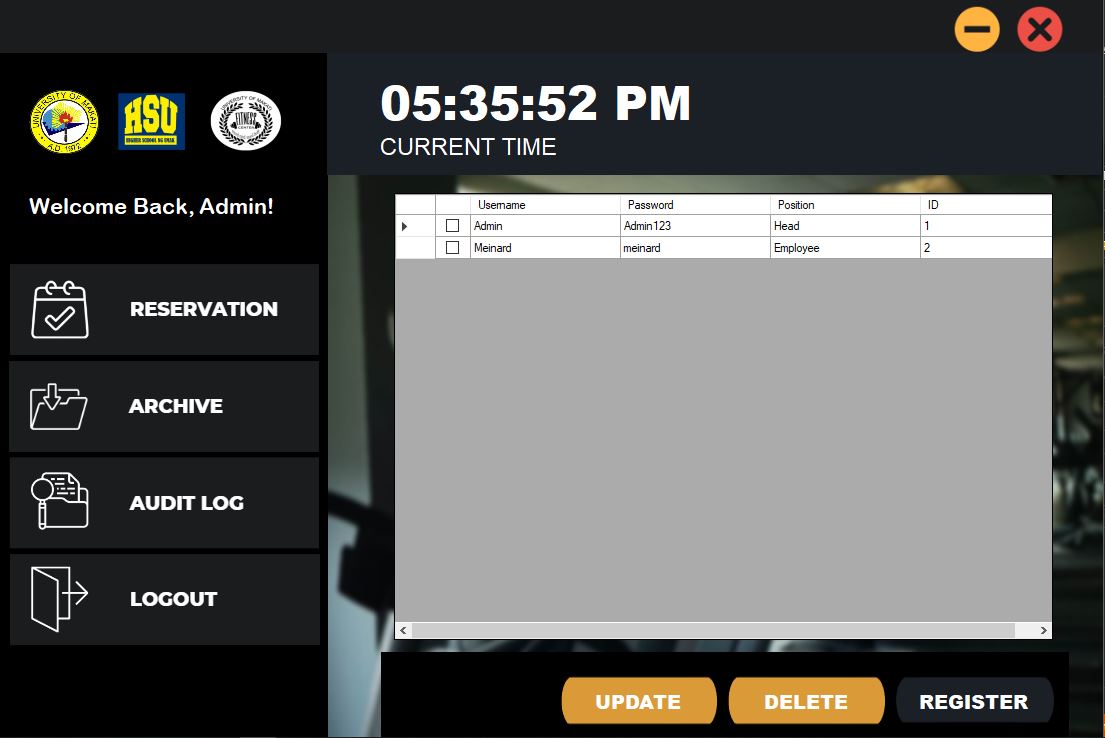 05:35:52 PM
CURRENT TIME
UNIVERSITY OF MAKATI
A.D. 1972
HSU
HIGHER SCHOOL NG UMAK
UNIVERSITY OF MAKATI
FITNESS
CENTER
Welcome Back, Admin!
RESERVATION
ARCHIVE
AUDIT LOG
LOGOUT
Username Password Position ID
Admin Admin123 Head 1
Meinard meinard Employee 2
UPDATE DELETE REGISTER